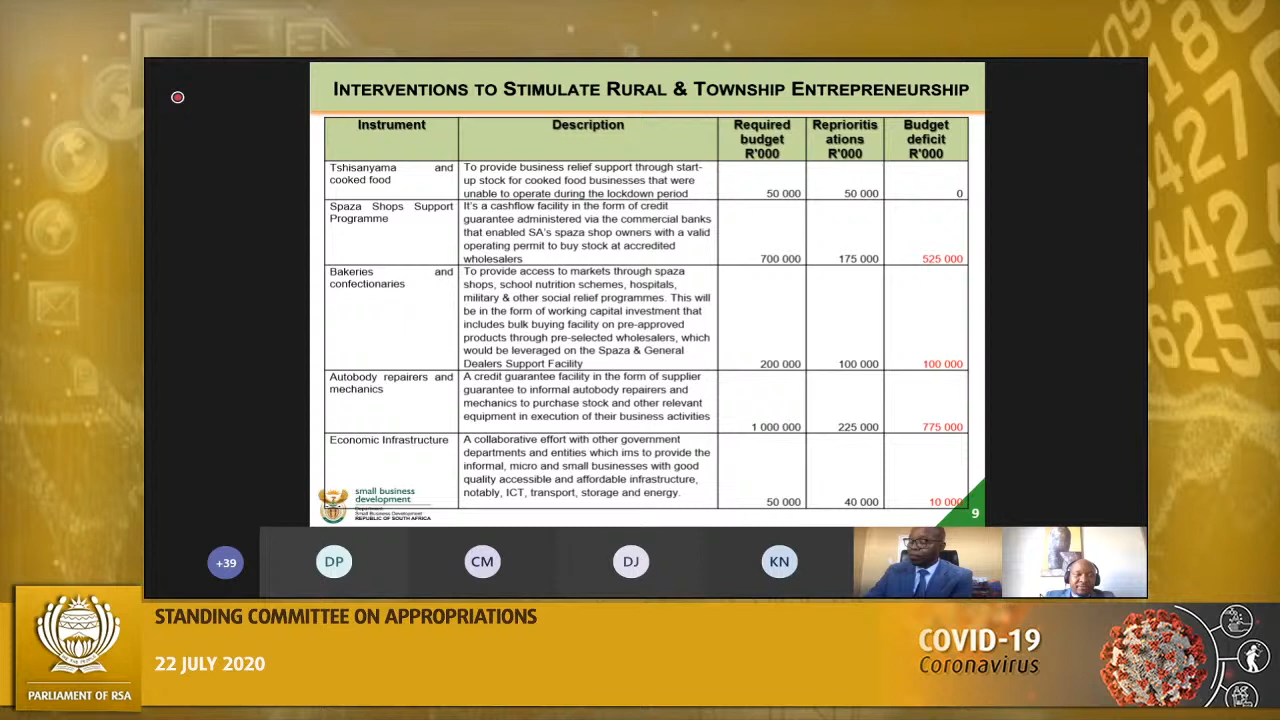 INTERVENTIONS TO STIMULATE RURAL & TOWNSHIP ENTREPRENEURSHIP
Instrument Description Required budget R'000 Reprioritis ations R'000 Budget deficit R'000
Tshisanyama and cooked food
To provide business relief support through start-
up stock for cooked food businesses that were
unable to operate during the lockdown period
50 000 50 000 0
Spaza Shops Support Programme
It's a cashflow facility in the form of credit
guarantee administered via the commercial banks
that enabled SA's spaza shop owners with a valid
operating permit to buy stock at accredited
wholesalers
700 000 175 000 525 000
Bakeries and confectionaries
To provide access to markets through spaza
shops, school nutrition schemes, hospitals,
military & other social relief programmes. This will
be in the form of working capital investment that
includes bulk buying facility on pre-approved
products through pre-selected wholesalers, which
would be leveraged on the Spaza & General
Dealers Support Facility
200 000 100 000 100 000
Autobody repairers and mechanics
A credit guarantee facility in the form of supplier
guarantee to informal autobody repairers and
mechanics to purchase stock and other relevant
equipment in execution of their business activities
1 000 000 225 000 775 000
Economic Infrastructure
A collaborative effort with other government
departments and entities which ims to provide the
informal, micro and small businesses with good
quality accessible and affordable infrastructure,
notably, ICT, transport, storage and energy.
50 000 40 000 10 000
small business
development
Department:
Small Business Development
REPUBLIC OF SOUTH AFRICA
9
+39 DP CM DJ KN
STANDING COMMITTEE ON APPROPRIATIONS
22 JULY 2020
PARLIAMENT OF RSA
COVID-19
Coronavirus